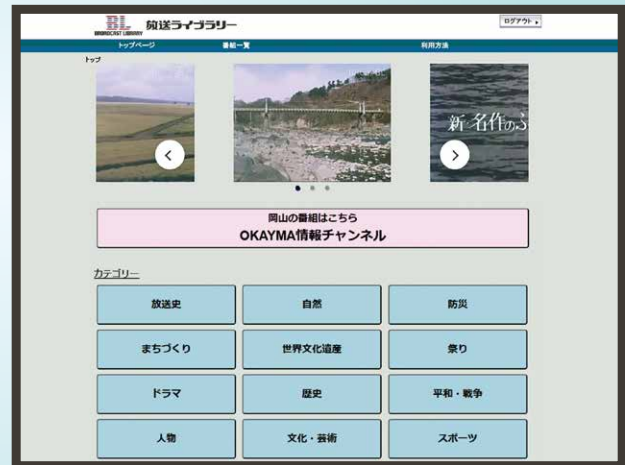 BL 放送ライブラリー
BROADCAST LIBRARY
ログアウト
トップページ 番組一覧 利用方法
トップ
新 名作のふ
岡山の番組はこちら
OKAYMA情報チャンネル
カテゴリー
放送史 自然 防災
まちづくり 世界文化遺産 祭り
ドラマ 歴史 平和・戦争
人物 文化・芸術 スポーツ